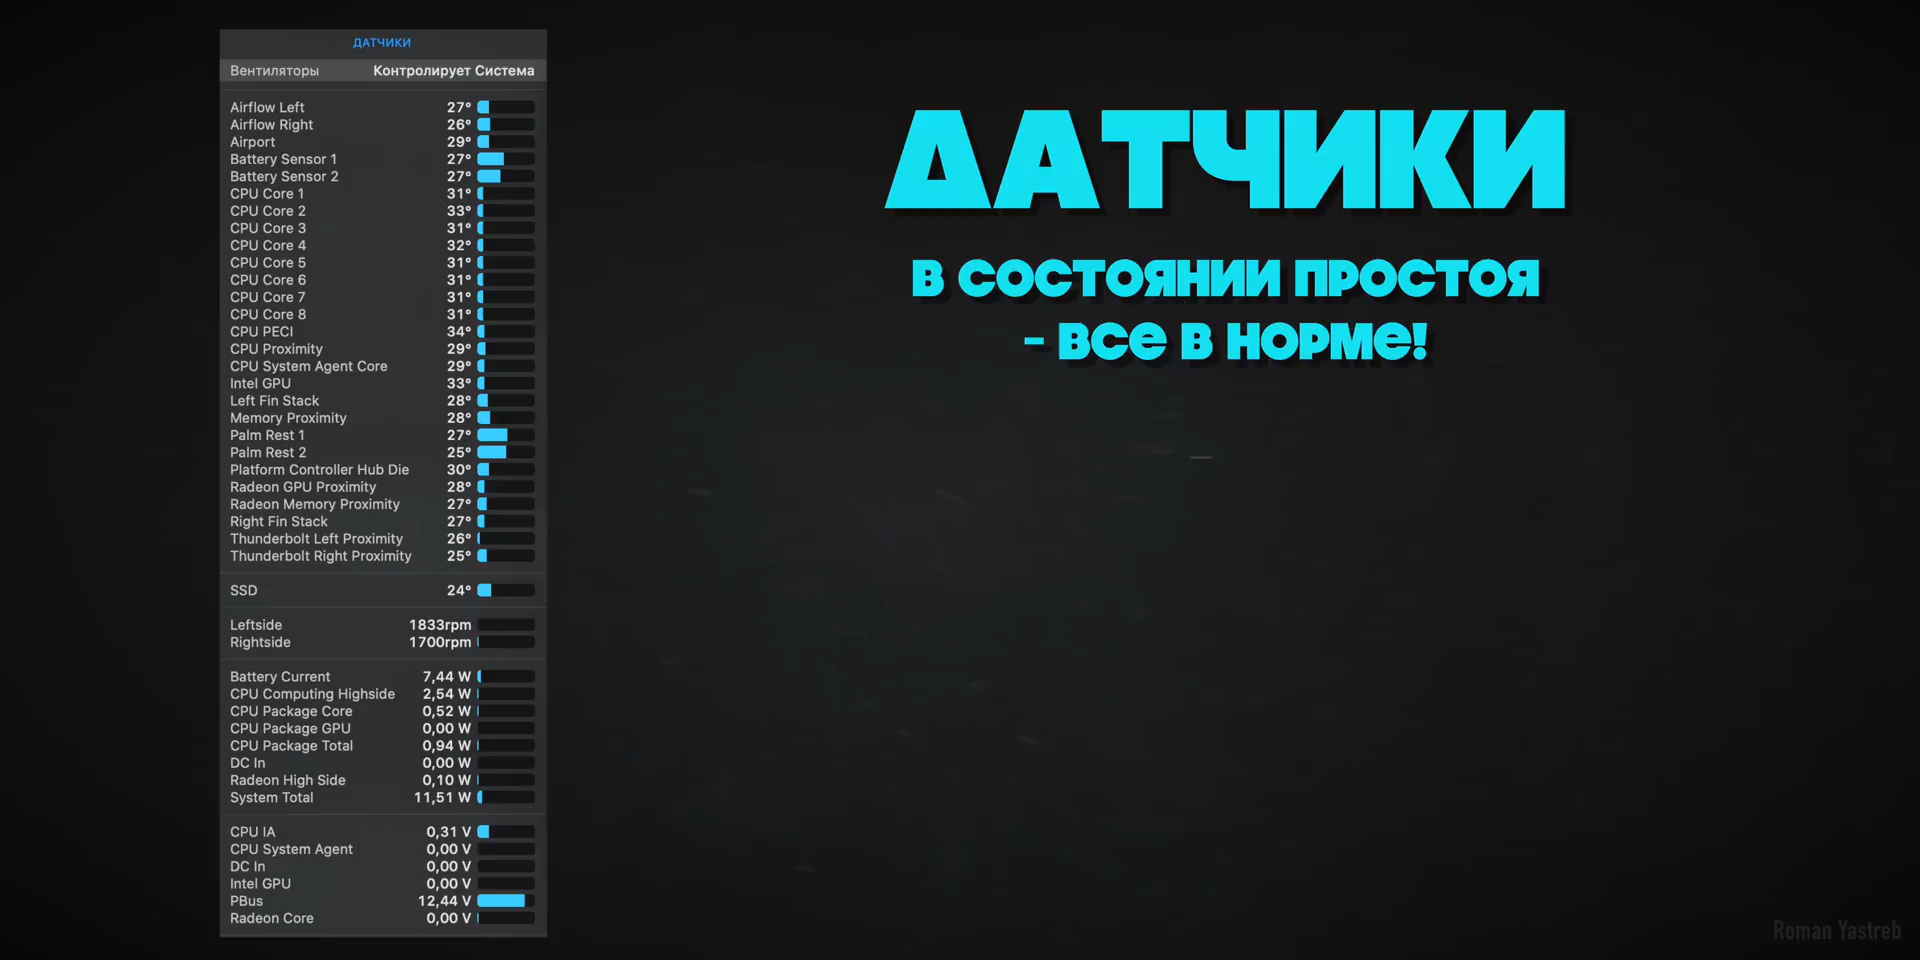 ДАТЧИКИ
Вентиляторы Контролирует Система
Airflow Left 27°
Airflow Right 26°
Airport 29°
Battery Sensor 1 27°
Battery Sensor 2 27°
CPU Core 1 31°
CPU Core 2 33°
CPU Core 3 31°
CPU Core 4 32°
CPU Core 5 31°
CPU Core 6 31°
CPU Core 7 31°
CPU Core 8 31°
CPU PECI 34°
CPU Proximity 29°
CPU System Agent Core 29°
Intel GPU 33°
Left Fin Stack 28°
Memory Proximity 28°
Palm Rest 1 27°
Palm Rest 2 25°
Platform Controller Hub Die 30°
Radeon GPU Proximity 28°
Radeon Memory Proximity 27°
Right Fin Stack 27°
Thunderbolt Left Proximity 26°
Thunderbolt Right Proximity 25°
SSD 24°
Leftside 1833rpm
Rightside 1700rpm
Battery Current 7,44 W
CPU Computing Highside 2,54 W
CPU Package Core 0,52 W
CPU Package GPU 0,00 W
CPU Package Total 0,94 W
DC In 0,00 W
Radeon High Side 0,10 W
System Total 11,51 W
CPU IA 0,31 V
CPU System Agent 0,00 V
DC In 0,00 V
Intel GPU 0,00 V
PBus 12,44 V
Radeon Core 0,00 V
ДАТЧИКИ
В СОСТОЯНИИ ПРОСТОЯ
- ВСЕ В НОРМЕ!
Roman Yastreb